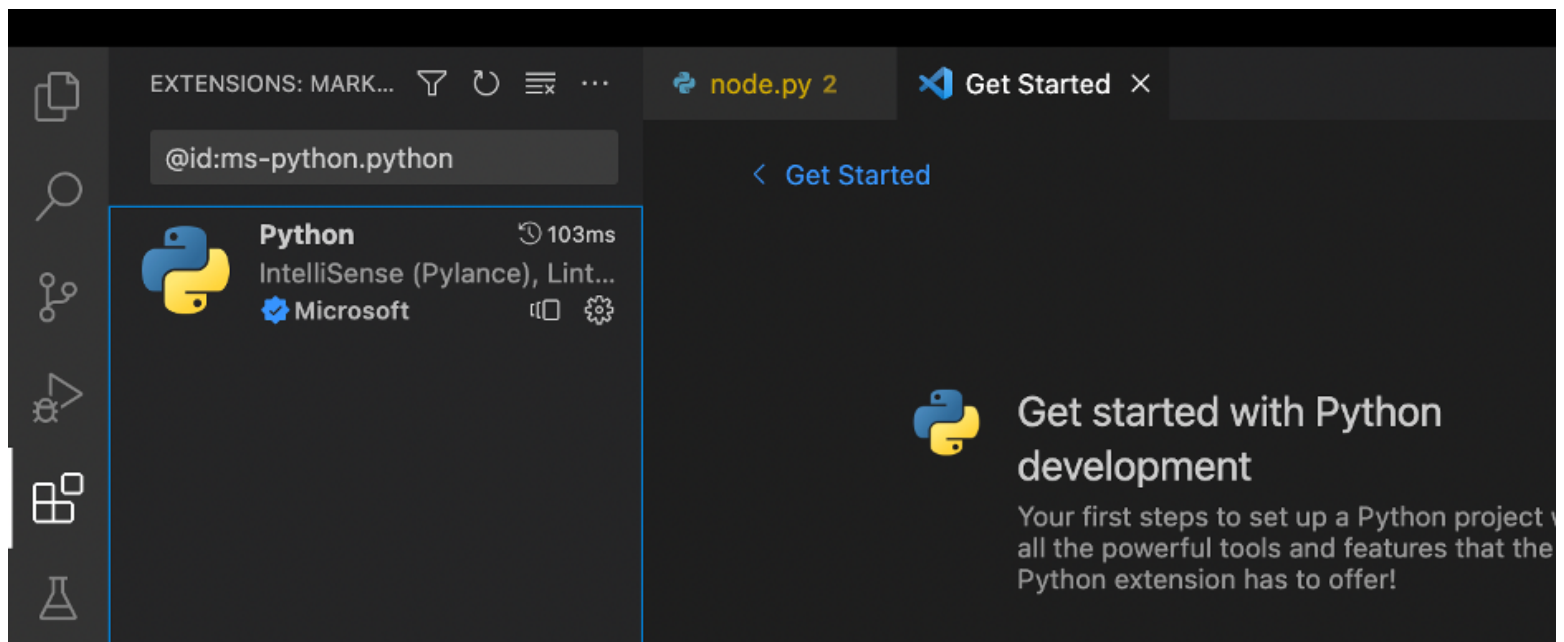 EXTENSIONS: MARK...
@id:ms-python.python
Python
103ms
IntelliSense (Pylance), Lint...
Microsoft
node.py 2
Get Started
Get Started
Get started with Python
development
Your first steps to set up a Python project
all the powerful tools and features that the
Python extension has to offer!